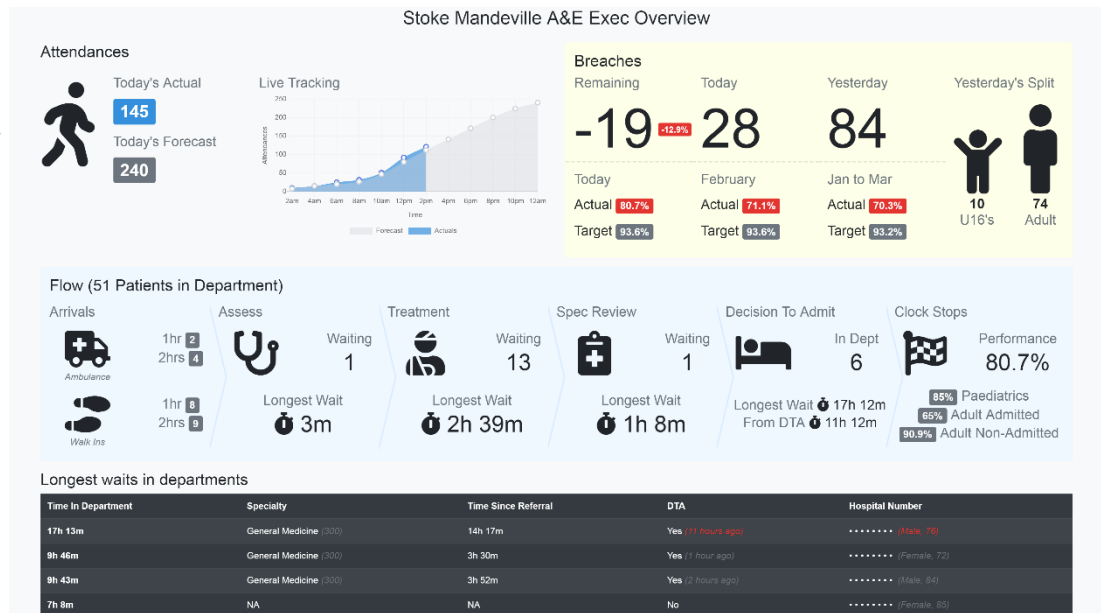 Stoke Mandeville A&E Exec Overview
Attendances
Today's Actual
145
Today's Forecast
240
Live Tracking
260
200
150
100
50
0
Attendances
2am 4am 6am 8am 10am 12pm 2pm 4pm 6pm 8pm 10pm 12am
Time
Forecast Actuals
Breaches
Remaining Today Yesterday Yesterday's Split
-19 -12.9% 28 84
Today February Jan to Mar
Actual 80.7% Actual 71.1% Actual 70.3%
Target 93.6% Target 93.6% Target 93.2%
10 74
U16's Adult
Flow (51 Patients in Department)
Arrivals
1hr 2
2hrs 4
Ambulance
1hr 8
2hrs 9
Walk Ins
Assess
Waiting
1
Longest Wait
3m
Treatment
Waiting
13
Longest Wait
2h 39m
Spec Review
Waiting
1
Longest Wait
1h 8m
Decision To Admit
In Dept
6
Longest Wait 17h 12m
From DTA 11h 12m
Clock Stops
Performance
80.7%
85% Paediatrics
65% Adult Admitted
90.9% Adult Non-Admitted
Longest waits in departments
Time In Department Specialty Time Since Referral DTA Hospital Number
17h 13m General Medicine (300) 14h 17m Yes (11 hours ago) •••••••• (Male, 76)
9h 46m General Medicine (300) 3h 30m Yes (1 hour ago) •••••••• (Female, 72)
9h 43m General Medicine (300) 3h 52m Yes (2 hours ago) •••••••• (Male, 84)
7h 8m NA NA No •••••••• (Female, 85)